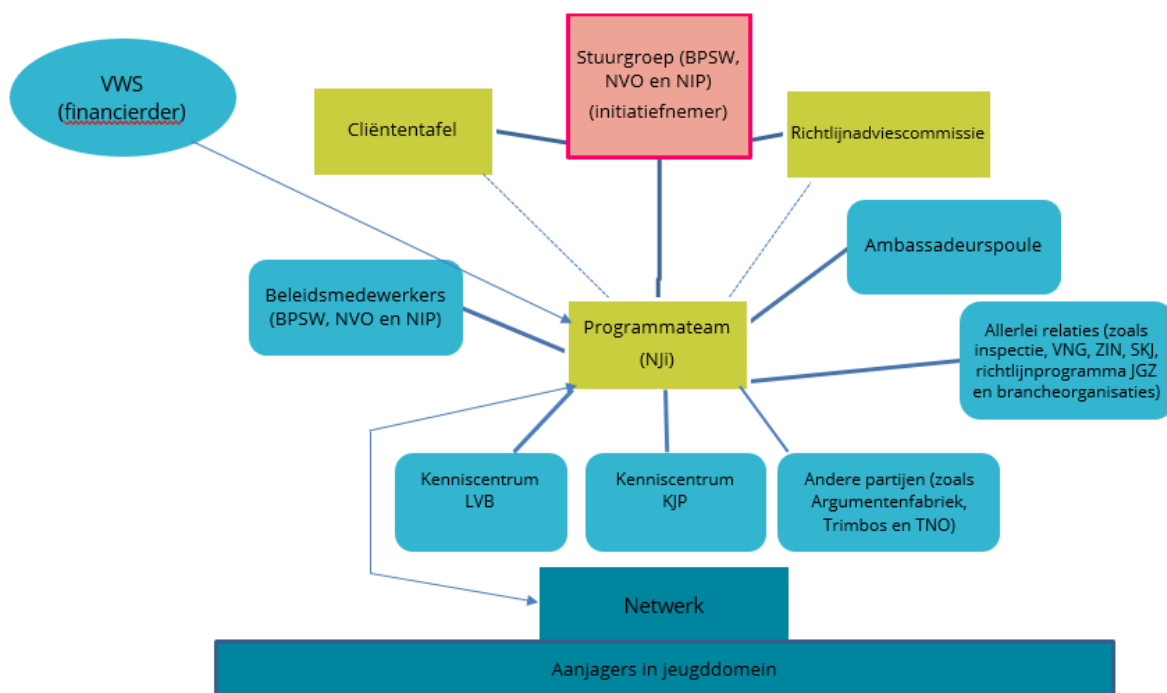 Stuurgroep (BPSW,
NVO en NIP)
(initiatiefnemer)
VWS
(financierder)
Cliëntentafel
Richtlijnadviescommissie
Ambassadeurspoule
Beleidsmedewerkers
(BPSW, NVO en NIP)
Programmateam
(NJi)
Allerlei relaties (zoals
inspectie, VNG, ZIN, SKJ,
richtlijnprogramma JGZ
en brancheorganisaties)
Kenniscentrum
LVB
Kenniscentrum
KJP
Andere partijen (zoals
Argumentenfabriek,
Trimbos en TNO)
Netwerk
Aanjagers in jeugddomein